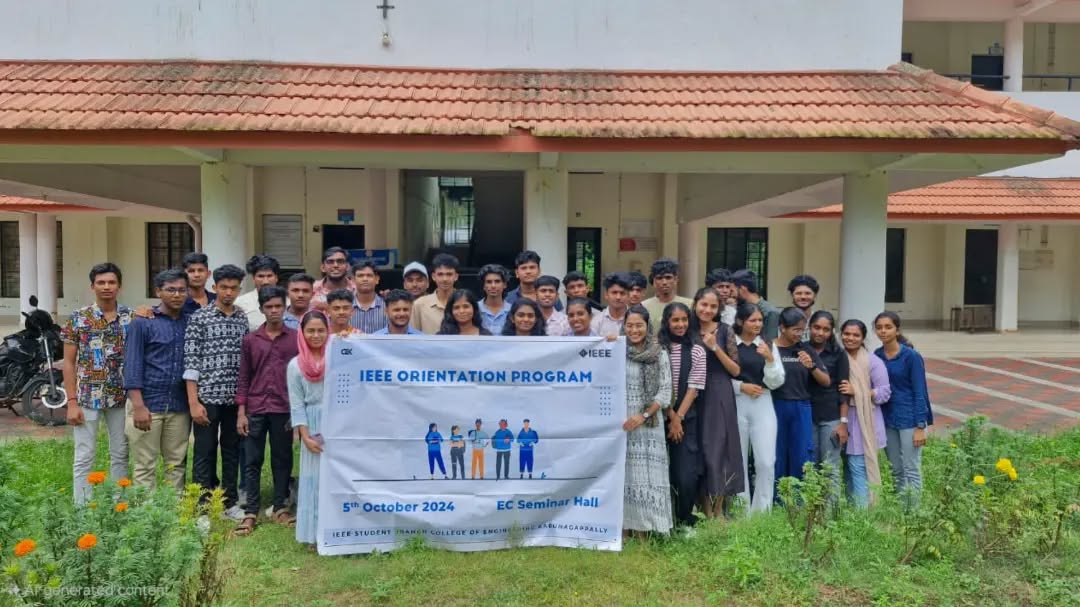 CEK
IEEE
IEEE ORIENTATION PROGRAM
5th October 2024
EC Seminar Hall
IEEE STUDENT BRANCH COLLEGE OF ENGINEERING KARUNAGAPPALLY
AI generated content